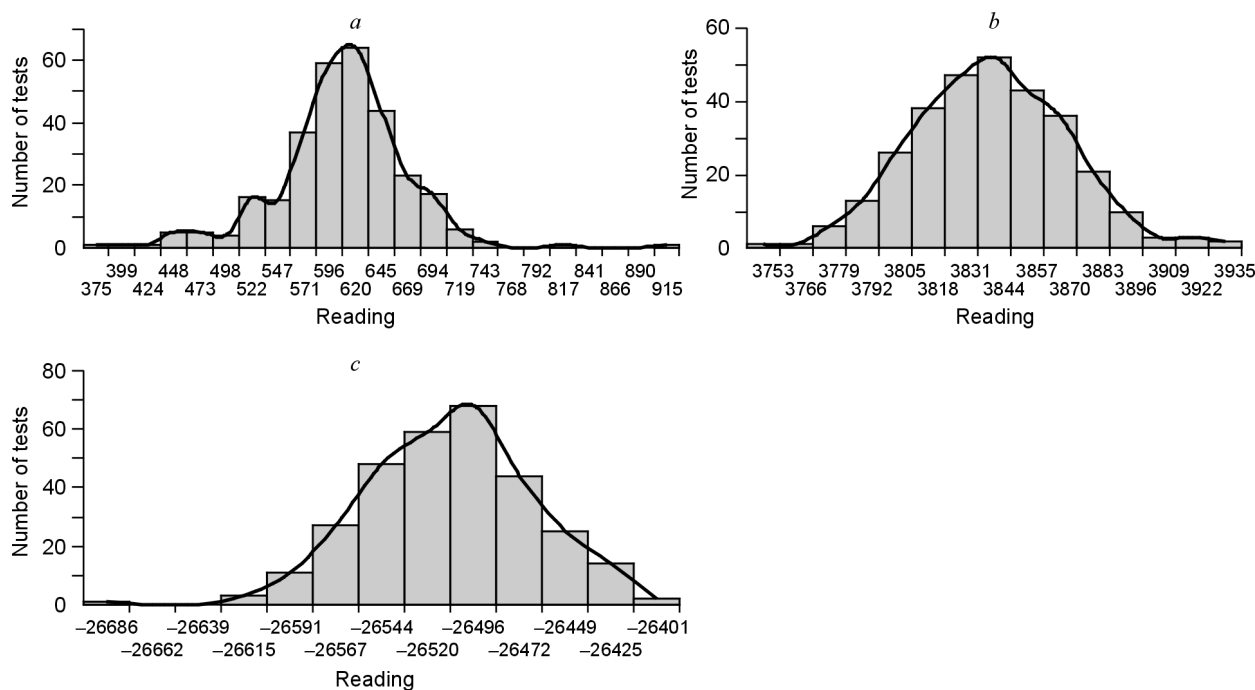 a
Number of tests
60
40
20
0
399 448 498 547 596 645 694 743 792 841 890
375 424 473 522 571 620 669 719 768 817 866 915
Reading
b
Number of tests
60
40
20
0
3753 3779 3805 3831 3857 3883 3909 3935
3766 3792 3818 3844 3870 3896 3922
Reading
c
Number of tests
80
60
40
20
0
–26686 –26639 –26591 –26544 –26496 –26449 –26401
–26662 –26615 –26567 –26520 –26472 –26425
Reading